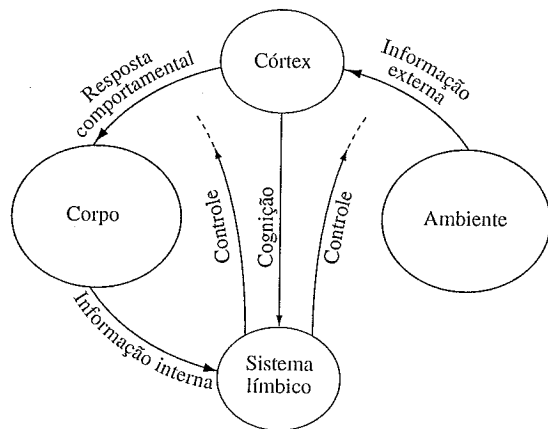 Córtex
Resposta
comportamental
Informação
externa
Corpo
Controle
Cognição
Controle
Ambiente
Informação interna
Sistema
límbico